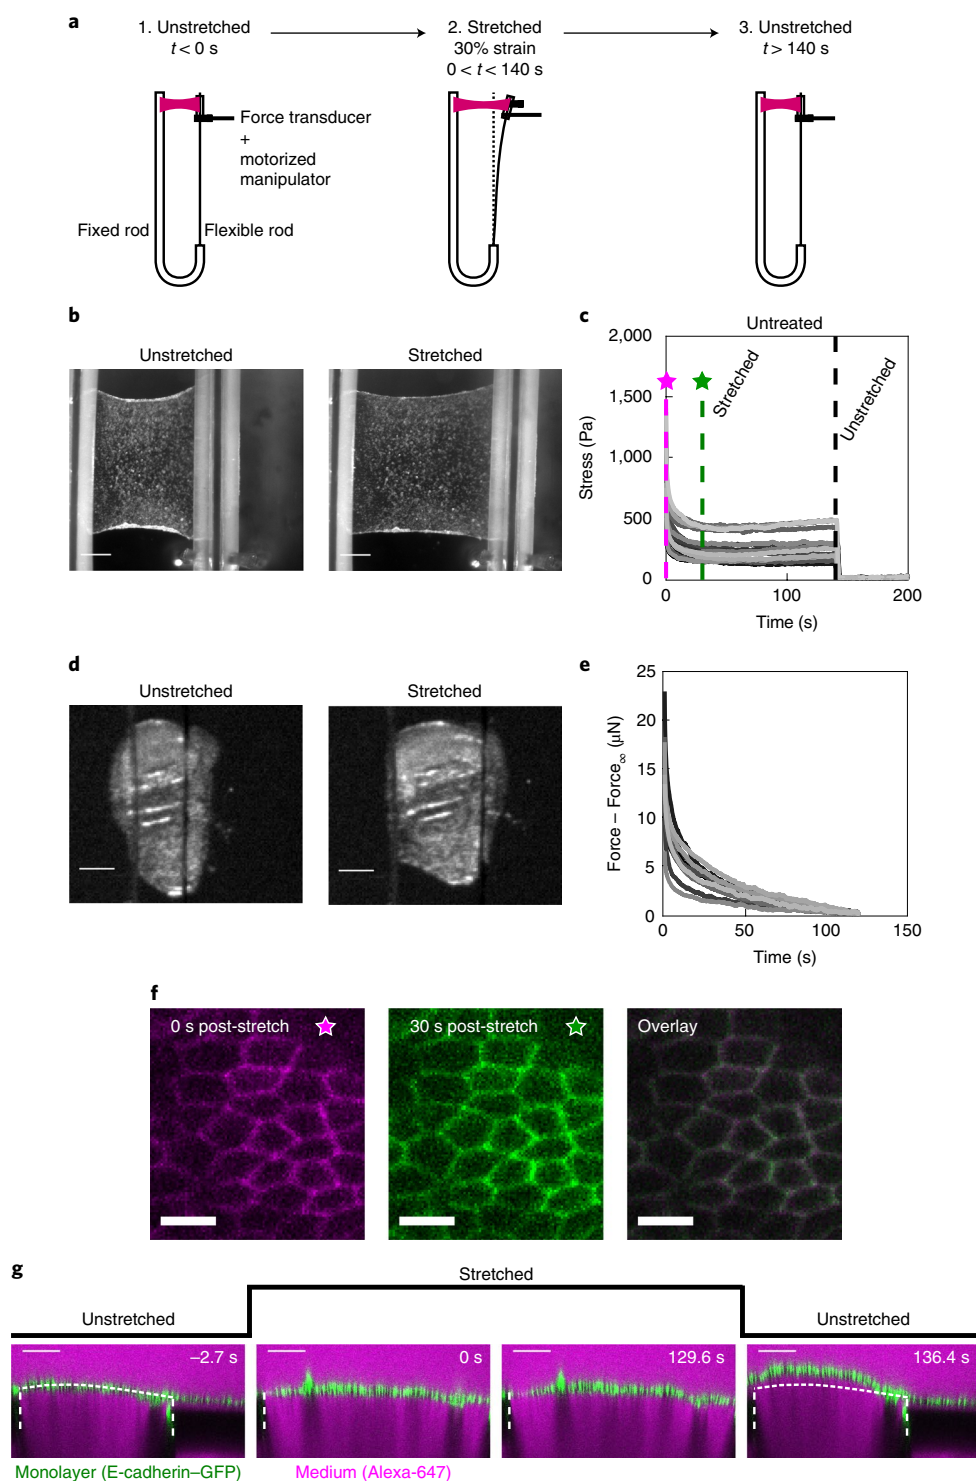 a
1. Unstretched
t < 0 s
2. Stretched
30% strain
0 < t < 140 s
3. Unstretched
t > 140 s
Force transducer
+
motorized
manipulator
Fixed rod
Flexible rod
b
Unstretched
Stretched
c
Untreated
2,000
1,500
1,000
500
0
Stress (Pa)
Stretched
Unstretched
0
100
200
Time (s)
d
Unstretched
Stretched
e
25
20
15
10
5
0
Force – Force∞ (μN)
0
50
100
150
Time (s)
f
0 s post-stretch
30 s post-stretch
Overlay
g
Stretched
Unstretched
Unstretched
–2.7 s
0 s
129.6 s
136.4 s
Monolayer (E-cadherin–GFP)
Medium (Alexa-647)